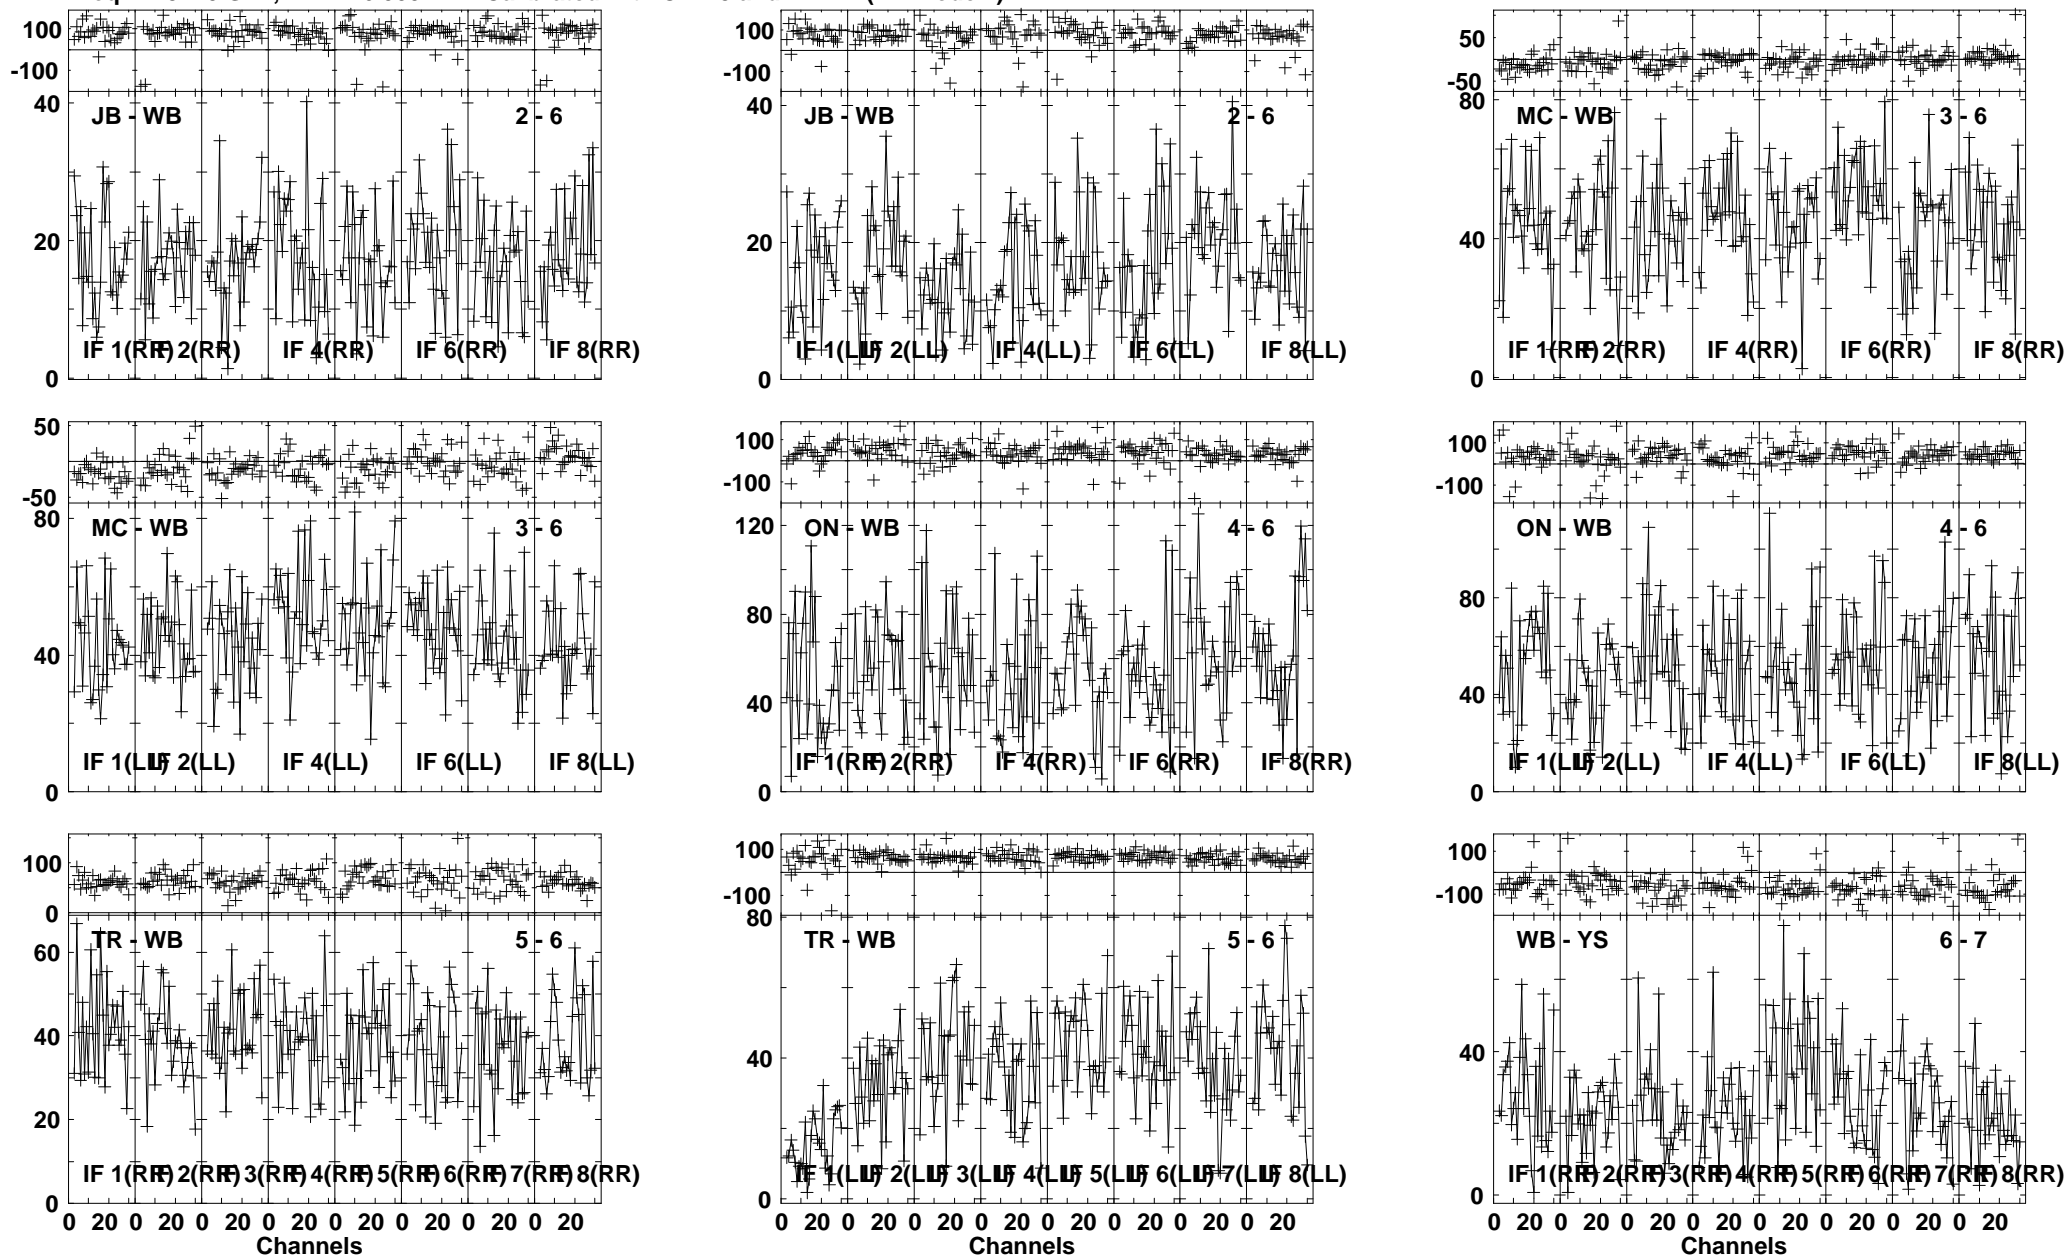 100
-100
40
20
0
JB - WB 2 - 6
IF 1(RR) IF 2(RR) IF 4(RR) IF 6(RR) IF 8(RR)
100
-100
40
20
0
JB - WB 2 - 6
IF 1(LL) IF 2(LL) IF 4(LL) IF 6(LL) IF 8(LL)
50
-50
80
40
0
MC - WB 3 - 6
IF 1(RR) IF 2(RR) IF 4(RR) IF 6(RR) IF 8(RR)
50
-50
80
40
0
MC - WB 3 - 6
IF 1(LL) IF 2(LL) IF 4(LL) IF 6(LL) IF 8(LL)
100
-100
120
80
40
0
ON - WB 4 - 6
IF 1(RR) IF 2(RR) IF 4(RR) IF 6(RR) IF 8(RR)
100
-100
80
40
0
ON - WB 4 - 6
IF 1(LL) IF 2(LL) IF 4(LL) IF 6(LL) IF 8(LL)
100
0
60
40
20
0
TR - WB 5 - 6
IF 1(RR) IF 2(RR) IF 3(RR) IF 4(RR) IF 5(RR) IF 6(RR) IF 7(RR) IF 8(RR)
0 20 0 20 0 20 0 20 0 20 0 20 0 20 0 20
Channels
100
-100
80
40
0
TR - WB 5 - 6
IF 1(LL) IF 2(LL) IF 3(LL) IF 4(LL) IF 5(LL) IF 6(LL) IF 7(LL) IF 8(LL)
0 20 0 20 0 20 0 20 0 20 0 20 0 20 0 20
Channels
100
-100
40
0
WB - YS 6 - 7
IF 1(RR) IF 2(RR) IF 3(RR) IF 4(RR) IF 5(RR) IF 6(RR) IF 7(RR) IF 8(RR)
0 20 0 20 0 20 0 20 0 20 0 20 0 20 0 20
Channels